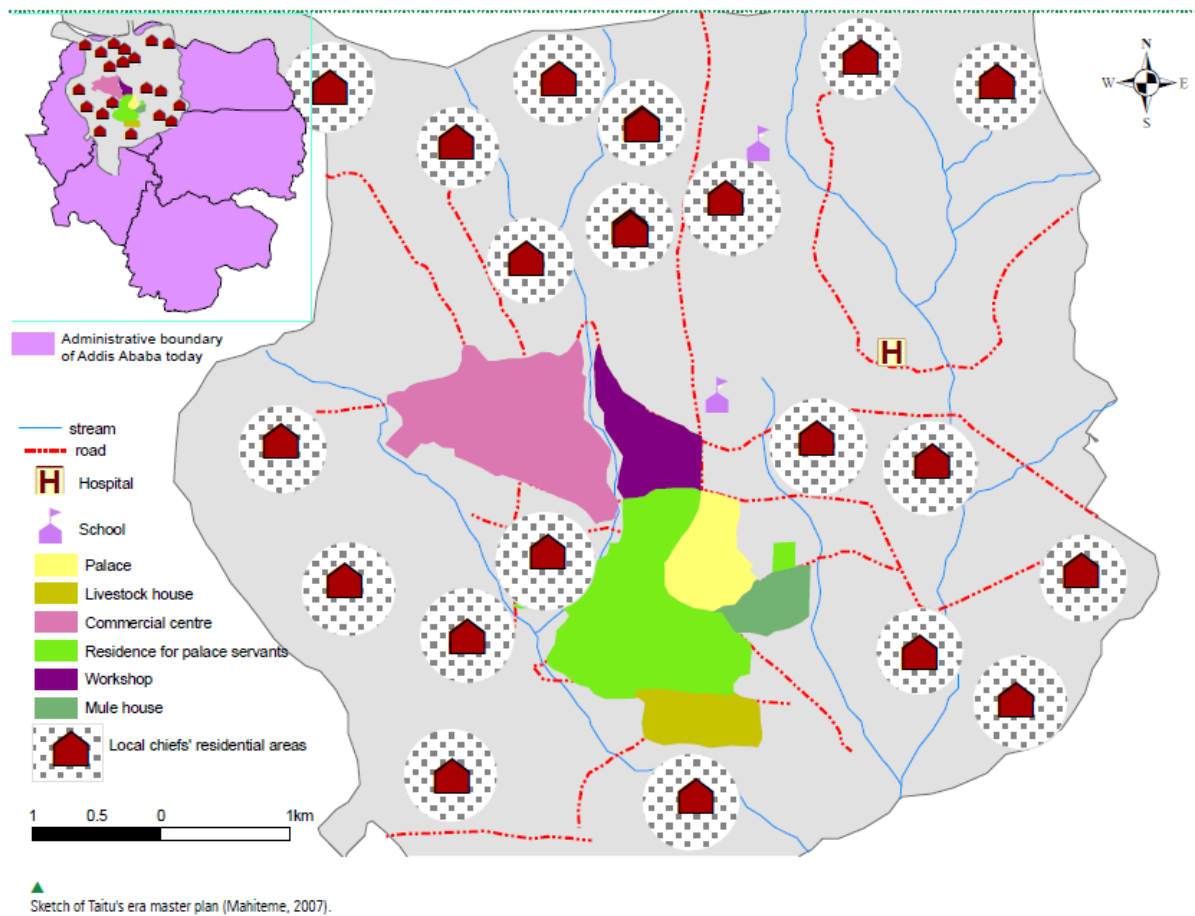 N
W E
S
Administrative boundary
of Addis Ababa today
stream
road
H Hospital
School
Palace
Livestock house
Commercial centre
Residence for palace servants
Workshop
Mule house
Local chiefs' residential areas
1 0.5 0 1km
H
Sketch of Taitu's era master plan (Mahiteme, 2007).